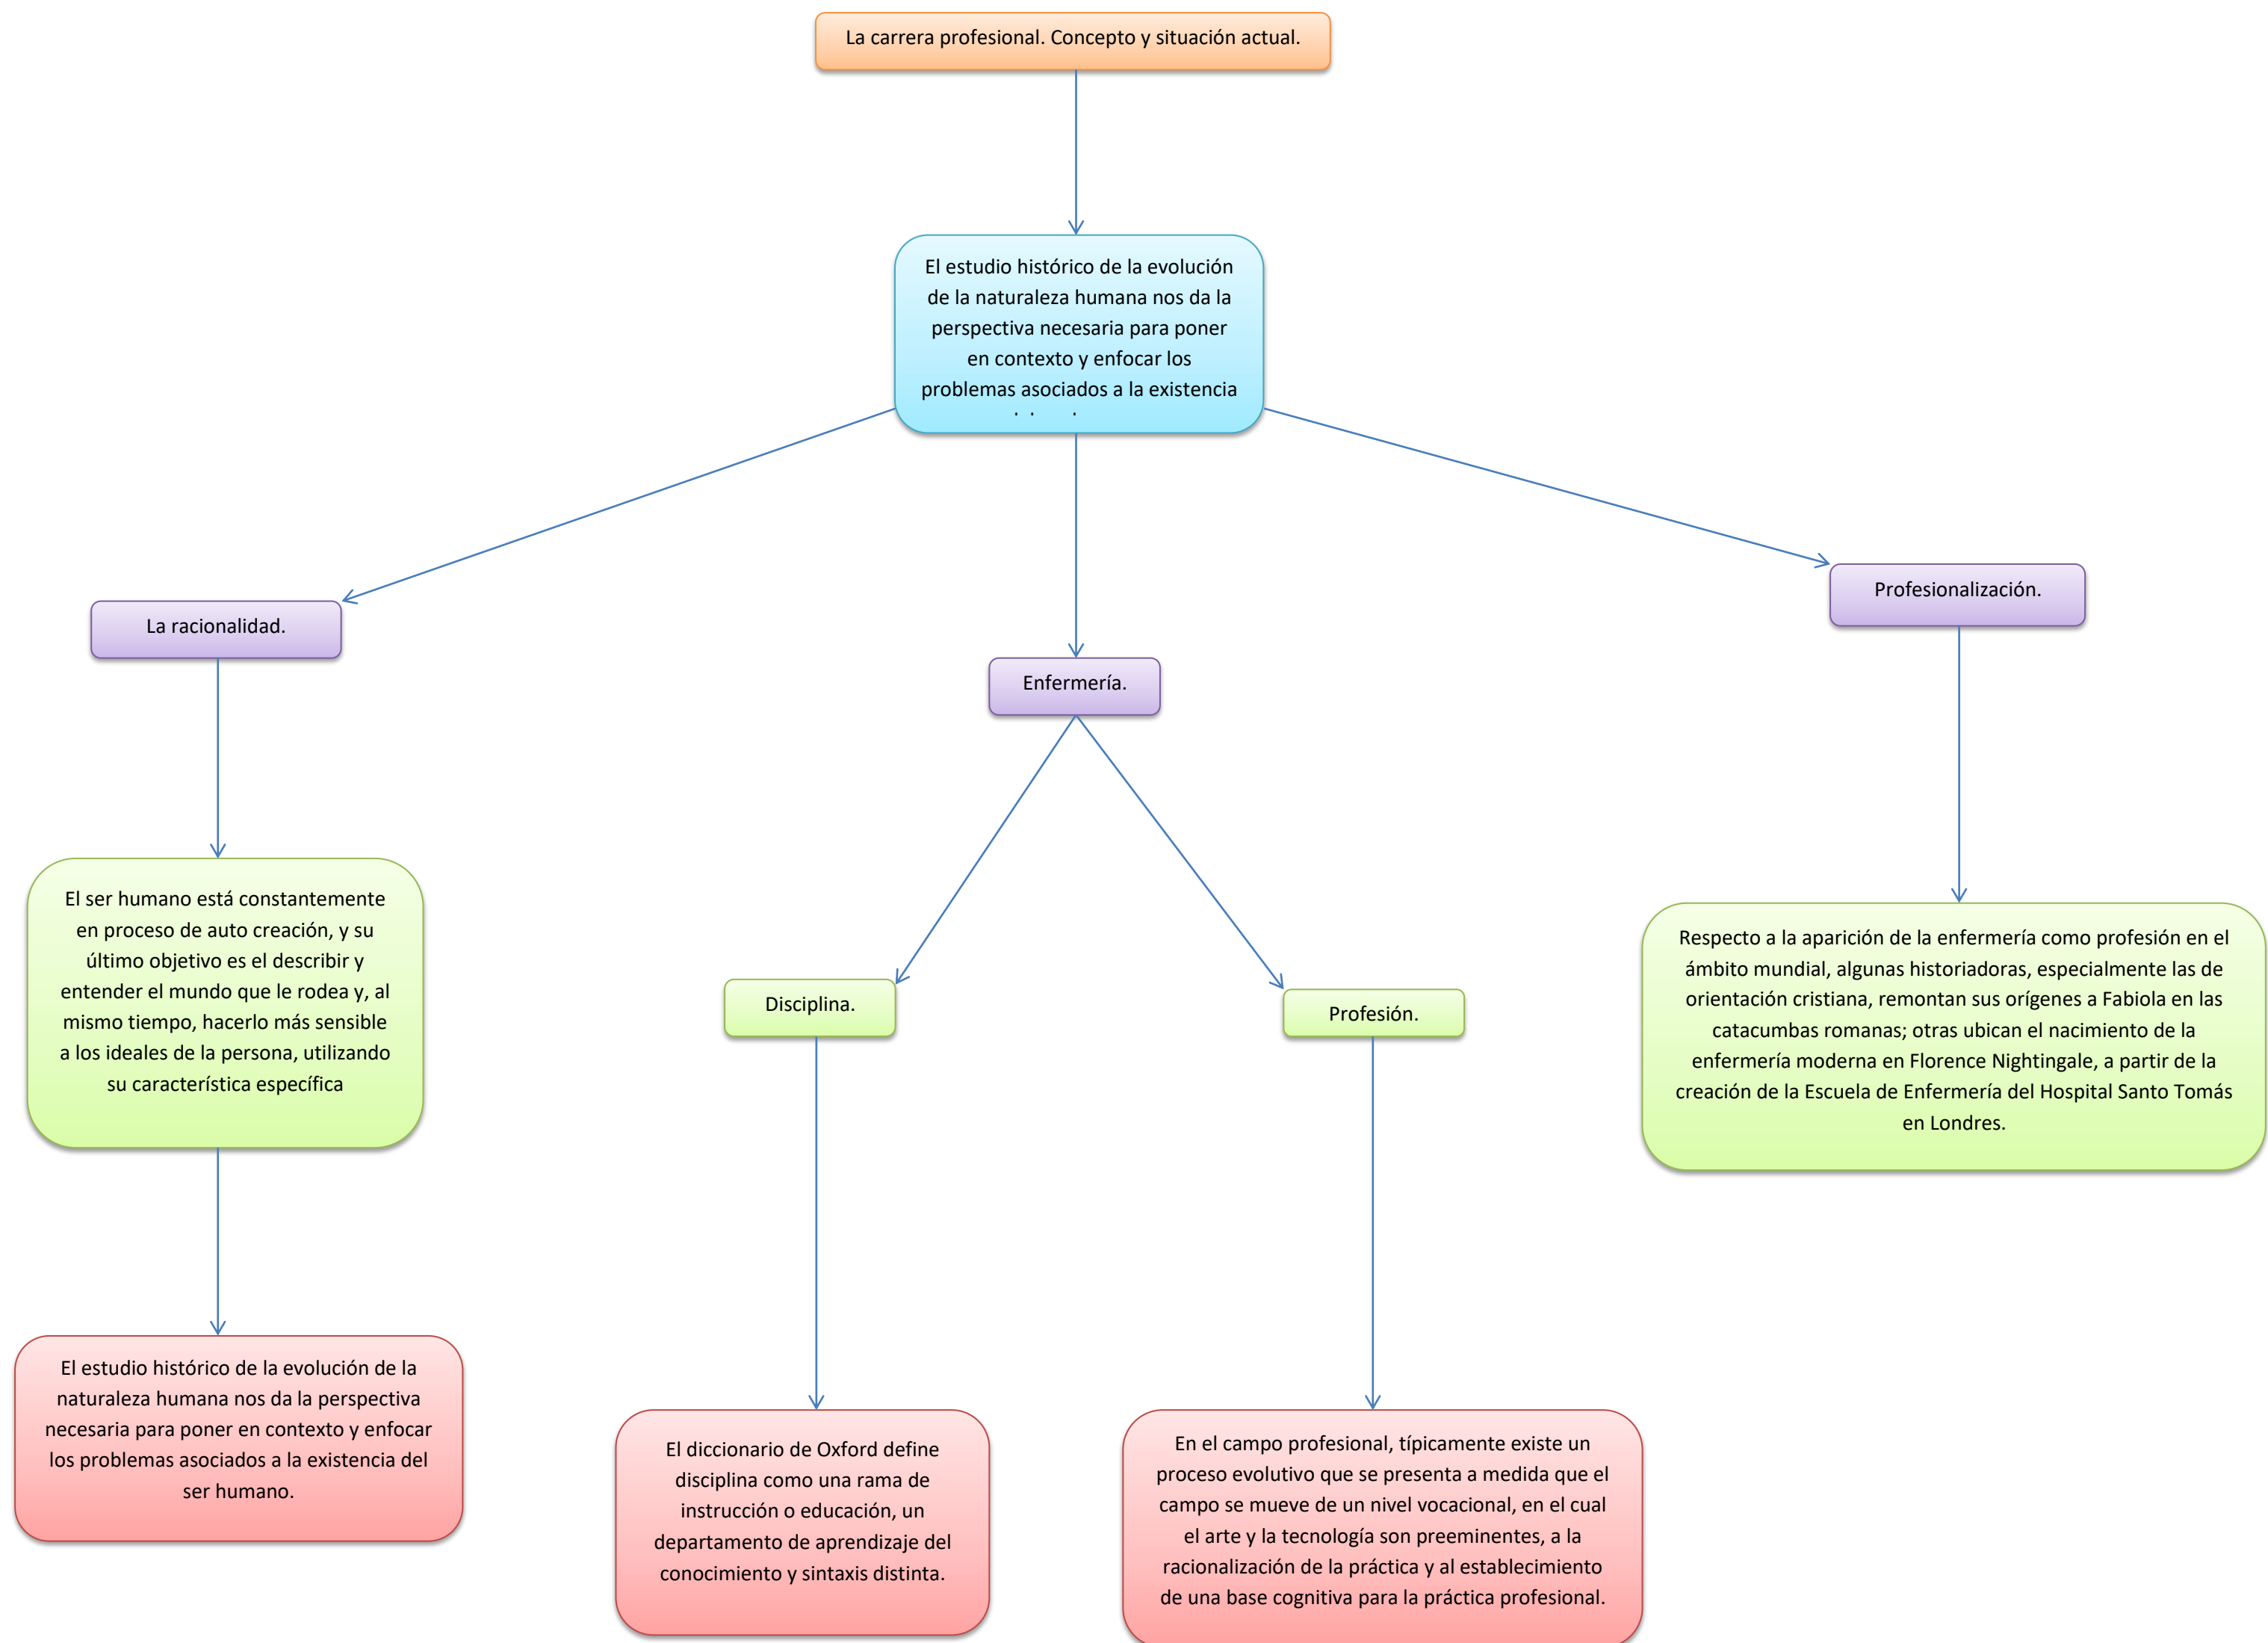 La carrera profesional. Concepto y situación actual.
El estudio histórico de la evolución
de la naturaleza humana nos da la
perspectiva necesaria para poner
en contexto y enfocar los
problemas asociados a la existencia
La racionalidad.
Enfermería.
Profesionalización.
El ser humano está constantemente
en proceso de auto creación, y su
último objetivo es el describir y
entender el mundo que le rodea y, al
mismo tiempo, hacerlo más sensible
a los ideales de la persona, utilizando
su característica específica
Disciplina.
Profesión.
Respecto a la aparición de la enfermería como profesión en el
ámbito mundial, algunas historiadoras, especialmente las de
orientación cristiana, remontan sus orígenes a Fabiola en las
catacumbas romanas; otras ubican el nacimiento de la
enfermería moderna en Florence Nightingale, a partir de la
creación de la Escuela de Enfermería del Hospital Santo Tomás
en Londres.
El estudio histórico de la evolución de la
naturaleza humana nos da la perspectiva
necesaria para poner en contexto y enfocar
los problemas asociados a la existencia del
ser humano.
El diccionario de Oxford define
disciplina como una rama de
instrucción o educación, un
departamento de aprendizaje del
conocimiento y sintaxis distinta.
En el campo profesional, típicamente existe un
proceso evolutivo que se presenta a medida que el
campo se mueve de un nivel vocacional, en el cual
el arte y la tecnología son preeminentes, a la
racionalización de la práctica y al establecimiento
de una base cognitiva para la práctica profesional.